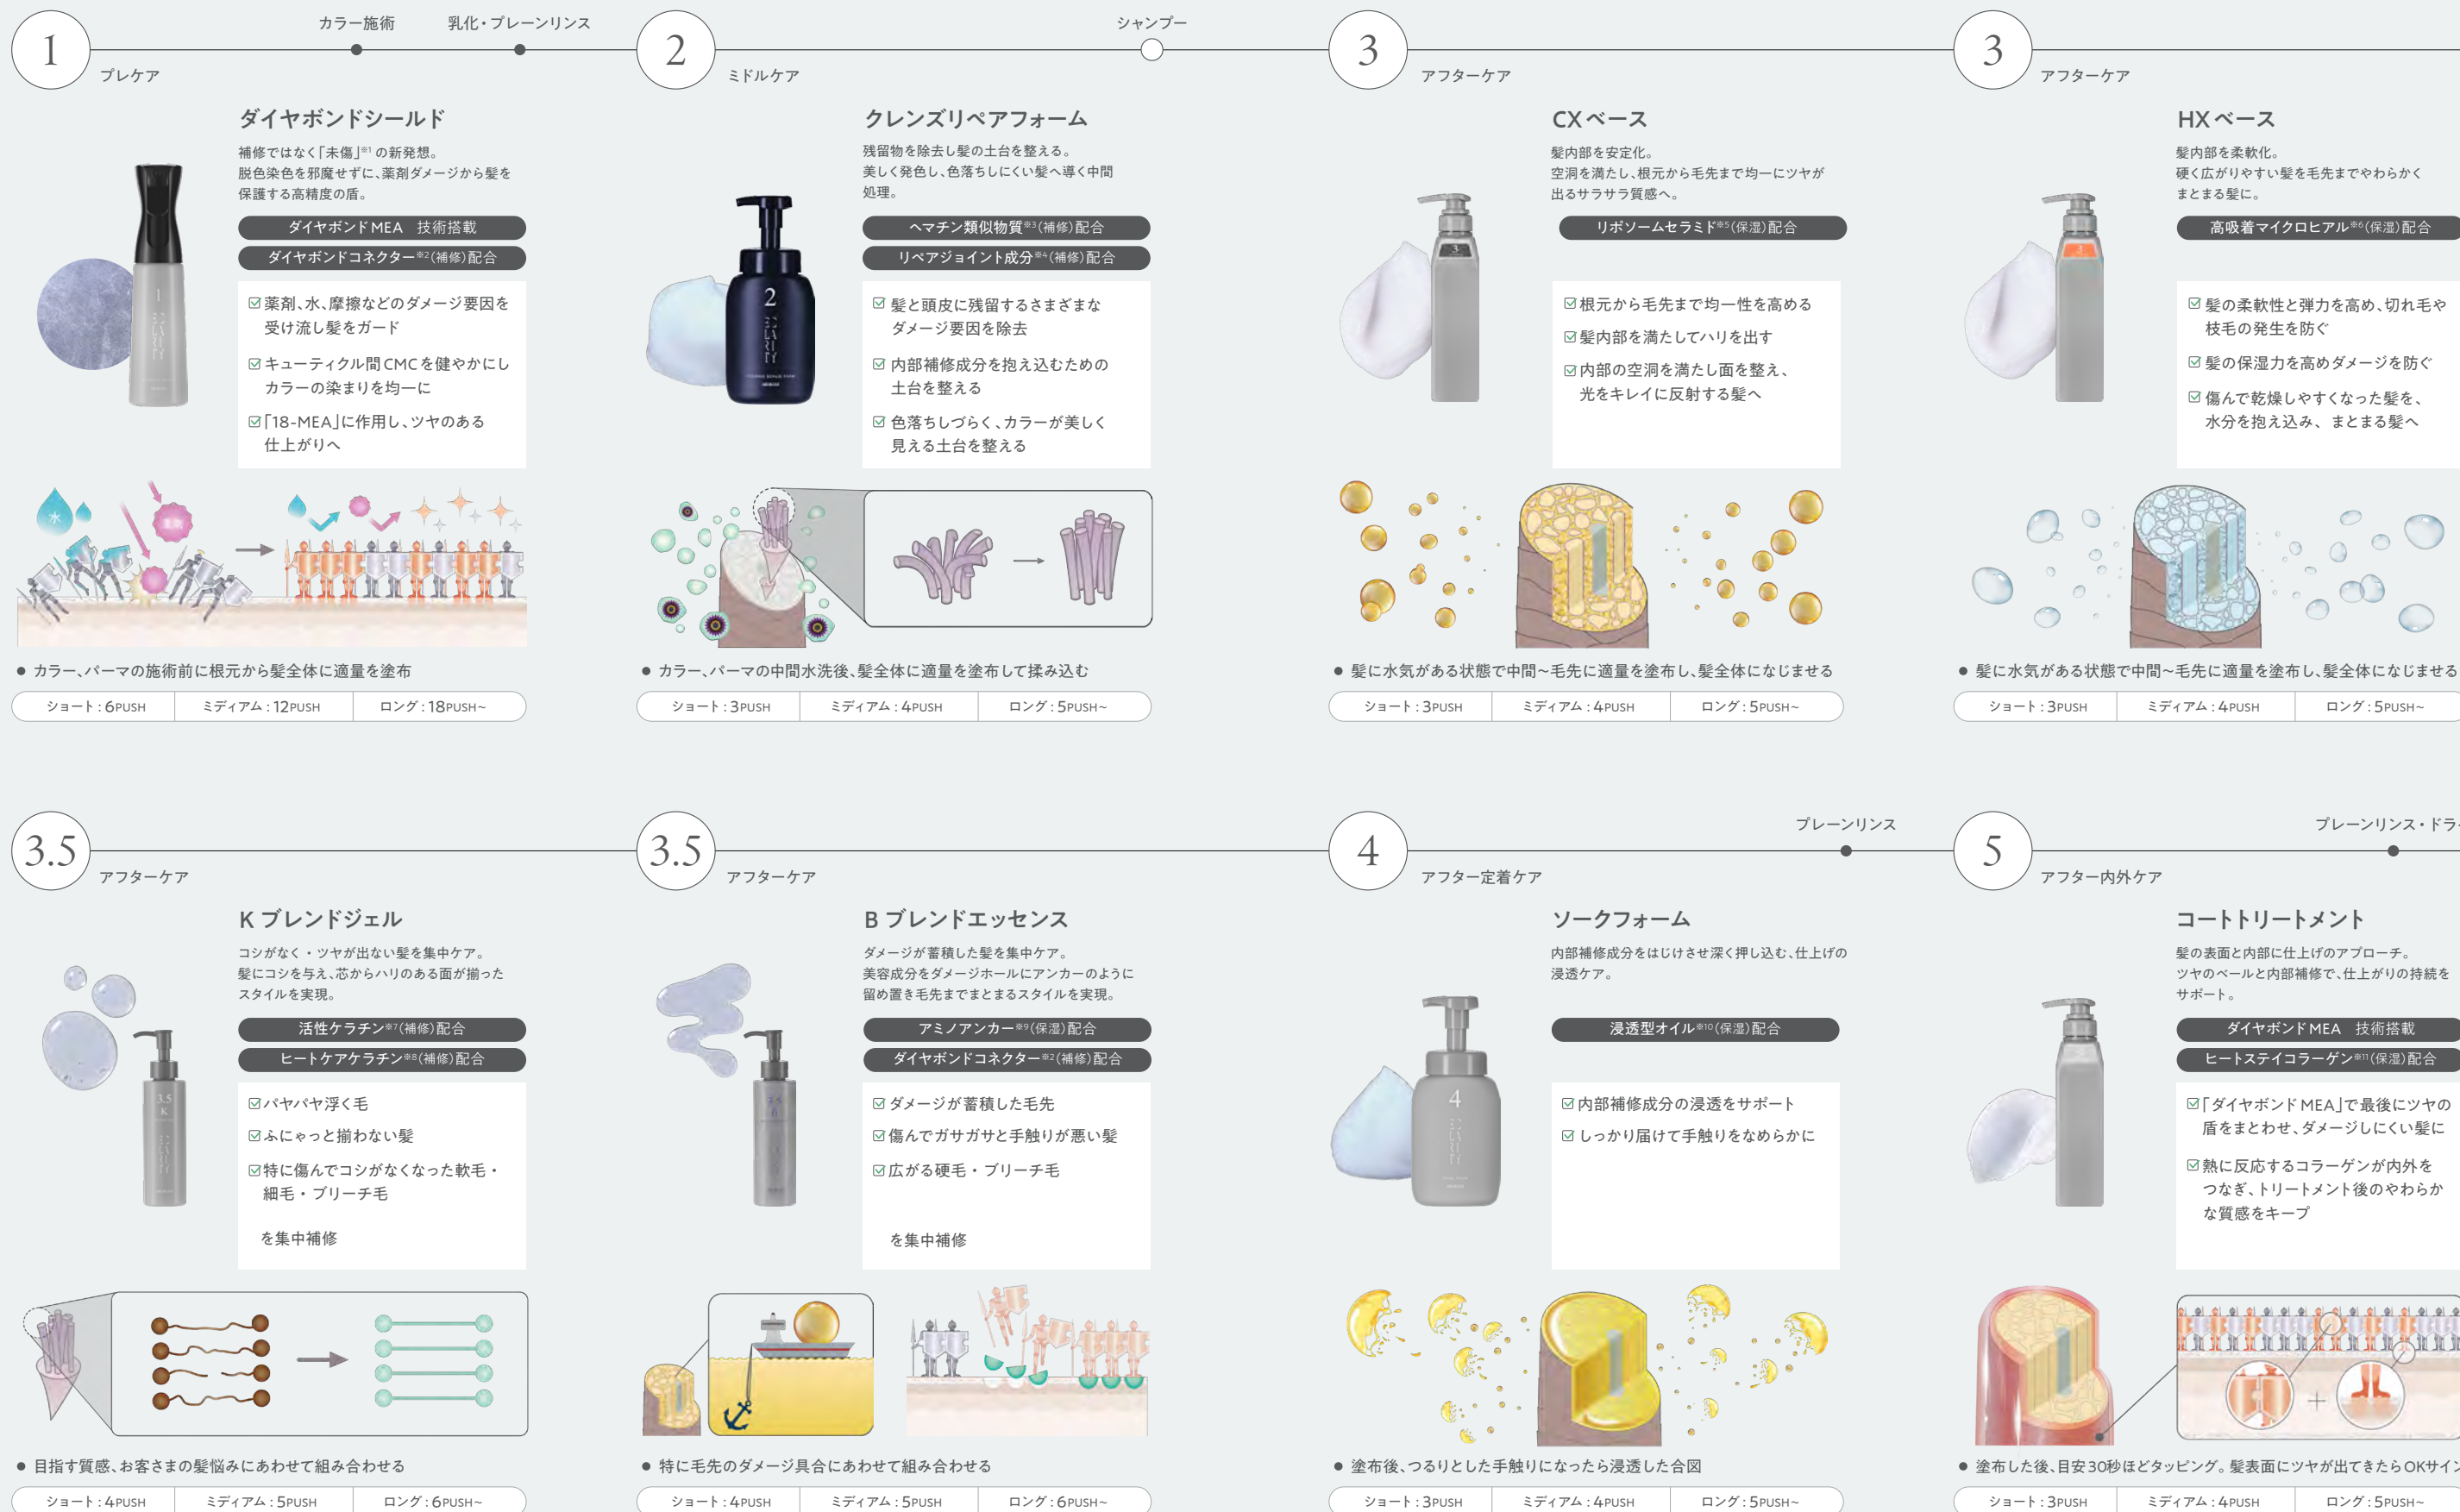 1
カラー施術
乳化・プレーンリンス
プレケア
ダイヤボンドシールド
補修ではなく「未傷」※1 の新発想。
脱色染色を邪魔せずに、薬剤ダメージから髪を
保護する高精度の盾。
ダイヤボンドMEA 技術搭載
ダイヤボンドコネクター※2(補修)配合
薬剤、水、摩擦などのダメージ要因を
受け流し髪をガード
キューティクル間CMCを健やかにし
カラーの染まりを均一に
「18-MEA」に作用し、ツヤのある
仕上がりへ
水
● カラー、パーマの施術前に根元から髪全体に適量を塗布
ショート:6PUSH
ミディアム:12PUSH
ロング:18PUSH~
2
シャンプー
ミドルケア
クレンズリペアフォーム
残留物を除去し髪の土台を整える。
美しく発色し、色落ちしにくい髪へ導く中間
処理。
ヘマチン類似物質※3(補修)配合
リペアジョイント成分※4(補修)配合
2
髪と頭皮に残留するさまざまな
ダメージ要因を除去
内部補修成分を抱え込むための
土台を整える
色落ちしづらく、カラーが美しく
見える土台を整える
● カラー、パーマの中間水洗後、髪全体に適量を塗布して揉み込む
ショート:3PUSH
ミディアム:4PUSH
ロング:5PUSH~
3
アフターケア
CXベース
髪内部を安定化。
空洞を満たし、根元から毛先まで均一にツヤが
出るサラサラ質感へ。
リポソームセラミド※5(保湿)配合
3
根元から毛先まで均一性を高める
髪内部を満たしてハリを出す
内部の空洞を満たし面を整え、
光をキレイに反射する髪へ
● 髪に水気がある状態で中間~毛先に適量を塗布し、髪全体になじませる
ショート:3PUSH
ミディアム:4PUSH
ロング:5PUSH~
3
アフターケア
HXベース
髪内部を柔軟化。
硬く広がりやすい髪を毛先までやわらかく
まとまる髪に。
高吸着マイクロヒアル※6(保湿)配合
3
髪の柔軟性と弾力を高め、切れ毛や
枝毛の発生を防ぐ
髪の保湿力を高めダメージを防ぐ
傷んで乾燥しやすくなった髪を、
水分を抱え込み、まとまる髪へ
● 髪に水気がある状態で中間~毛先に適量を塗布し、髪全体になじませる
ショート:3PUSH
ミディアム:4PUSH
ロング:5PUSH~
3.5
アフターケア
K ブレンドジェル
コシがなく・ツヤが出ない髪を集中ケア。
髪にコシを与え、芯からハリのある面が揃った
スタイルを実現。
活性ケラチン※7(補修)配合
ヒートケアケラチン※8(補修)配合
3.5
K
パヤパヤ浮く毛
ふにゃっと揃わない髪
特に傷んでコシがなくなった軟毛・
細毛・ブリーチ毛
を集中補修
● 目指す質感、お客さまの髪悩みにあわせて組み合わせる
ショート:4PUSH
ミディアム:5PUSH
ロング:6PUSH~
3.5
アフターケア
B ブレンドエッセンス
ダメージが蓄積した髪を集中ケア。
美容成分をダメージホールにアンカーのように
留め置き毛先までまとまるスタイルを実現。
アミノアンカー※9(保湿)配合
ダイヤボンドコネクター※2(補修)配合
3.5
B
ダメージが蓄積した毛先
傷んでガサガサと手触りが悪い髪
広がる硬毛・ブリーチ毛
を集中補修
● 特に毛先のダメージ具合にあわせて組み合わせる
ショート:4PUSH
ミディアム:5PUSH
ロング:6PUSH~
4
プレーンリンス
アフター定着ケア
ソークフォーム
内部補修成分をはじけさせ深く押し込む、仕上げの
浸透ケア。
浸透型オイル※10(保湿)配合
4
内部補修成分の浸透をサポート
しっかり届けて手触りをなめらかに
● 塗布後、つるりとした手触りになったら浸透した合図
ショート:3PUSH
ミディアム:4PUSH
ロング:5PUSH~
5
プレーンリンス・ドラ
アフター内外ケア
コートトリートメント
髪の表面と内部に仕上げのアプローチ。
ツヤのベールと内部補修で、仕上がりの持続を
サポート。
ダイヤボンドMEA 技術搭載
ヒートステイコラーゲン※11(保湿)配合
「ダイヤボンドMEA」で最後にツヤの
盾をまとわせ、ダメージしにくい髪に
熱に反応するコラーゲンが内外を
つなぎ、トリートメント後のやわらか
な質感をキープ
+
● 塗布した後、目安30秒ほどタッピング。髪表面にツヤが出てきたらOKサイン
ショート:3PUSH
ミディアム:4PUSH
ロング:5PUSH~